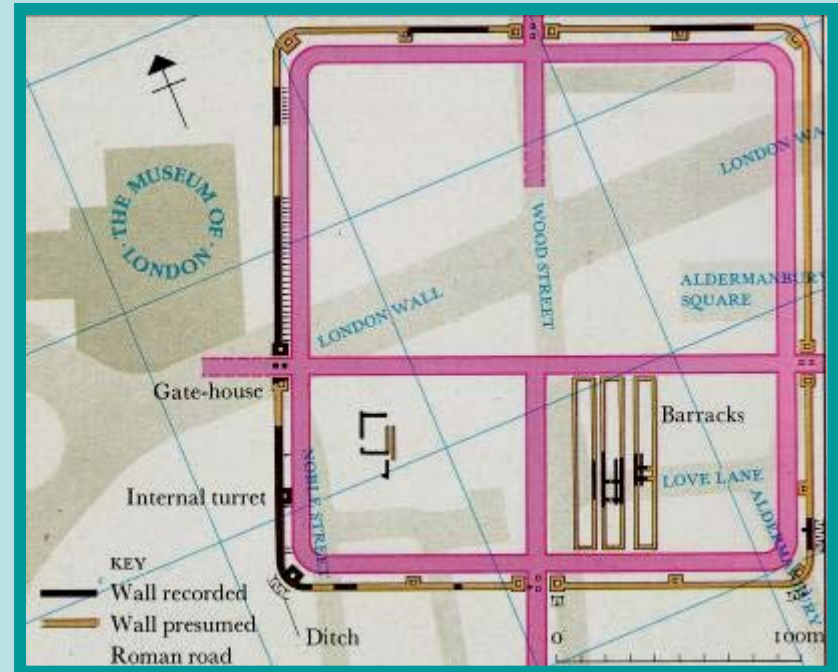 THE MUSEUM OF
· LONDON ·
LONDON WA
WOOD STREET
ALDERMANBURY
SQUARE
LONDON WALL
Gate-house
Barracks
NOBLE STREET
LOVE LANE
Internal turret
ALDERMANBURY
KEY
Wall recorded
Wall presumed
Roman road
Ditch
0 100m